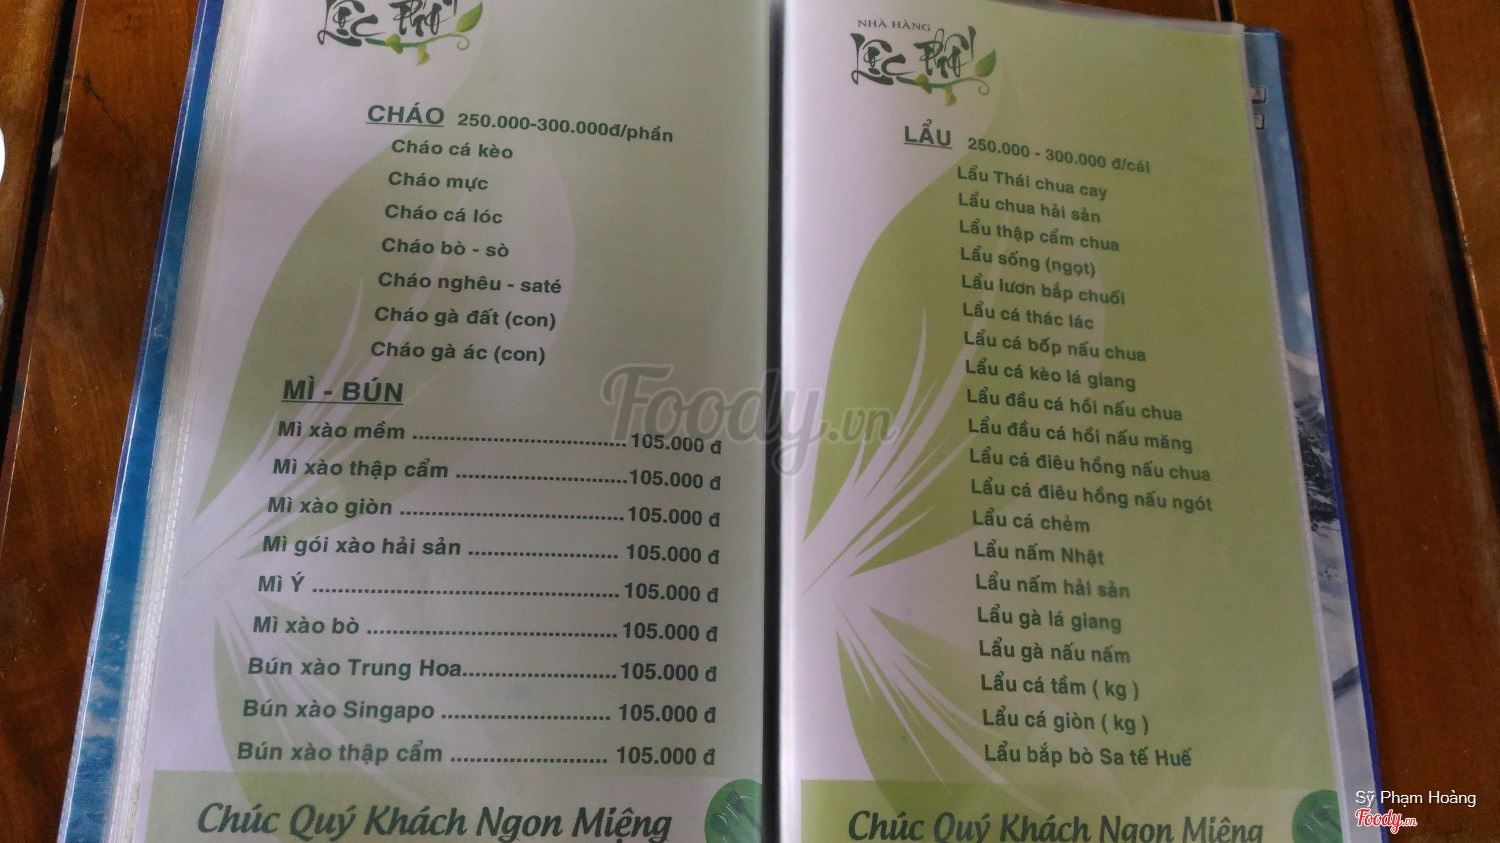 Lộc Phố
CHÁO 250.000-300.000đ/phần
Cháo cá kèo
Cháo mực
Cháo cá lóc
Cháo bò - sò
Cháo nghêu - saté
Cháo gà đất (con)
Cháo gà ác (con)
MÌ - BÚN
Mì xào mềm ........ 105.000 đ
Mì xào thập cẩm ........ 105.000 đ
Mì xào giòn ........ 105.000 đ
Mì gói xào hải sản ........ 105.000 đ
Mì Ý ........ 105.000 đ
Mì xào bò ........ 105.000 đ
Bún xào Trung Hoa ........ 105.000 đ
Bún xào Singapo ........ 105.000 đ
Bún xào thập cẩm ........ 105.000 đ
Chúc Quý Khách Ngon Miệng
NHÀ HÀNG
Lộc Phố
LẨU 250.000 - 300.000 đ/cái
Lẩu Thái chua cay
Lẩu chua hải sản
Lẩu thập cẩm chua
Lẩu sống (ngọt)
Lẩu lươn bắp chuối
Lẩu cá thác lác
Lẩu cá bốp nấu chua
Lẩu cá kèo lá giang
Lẩu đầu cá hồi nấu chua
Lẩu đầu cá hồi nấu măng
Lẩu cá điêu hồng nấu chua
Lẩu cá điêu hồng nấu ngót
Lẩu cá chẻm
Lẩu nấm Nhật
Lẩu nấm hải sản
Lẩu gà lá giang
Lẩu gà nấu nấm
Lẩu cá tầm ( kg )
Lẩu cá giòn ( kg )
Lẩu bắp bò Sa tế Huế
Chúc Quý Khách Ngon Miệng
Foody.vn
Sỹ Phạm Hoàng
Foody.vn